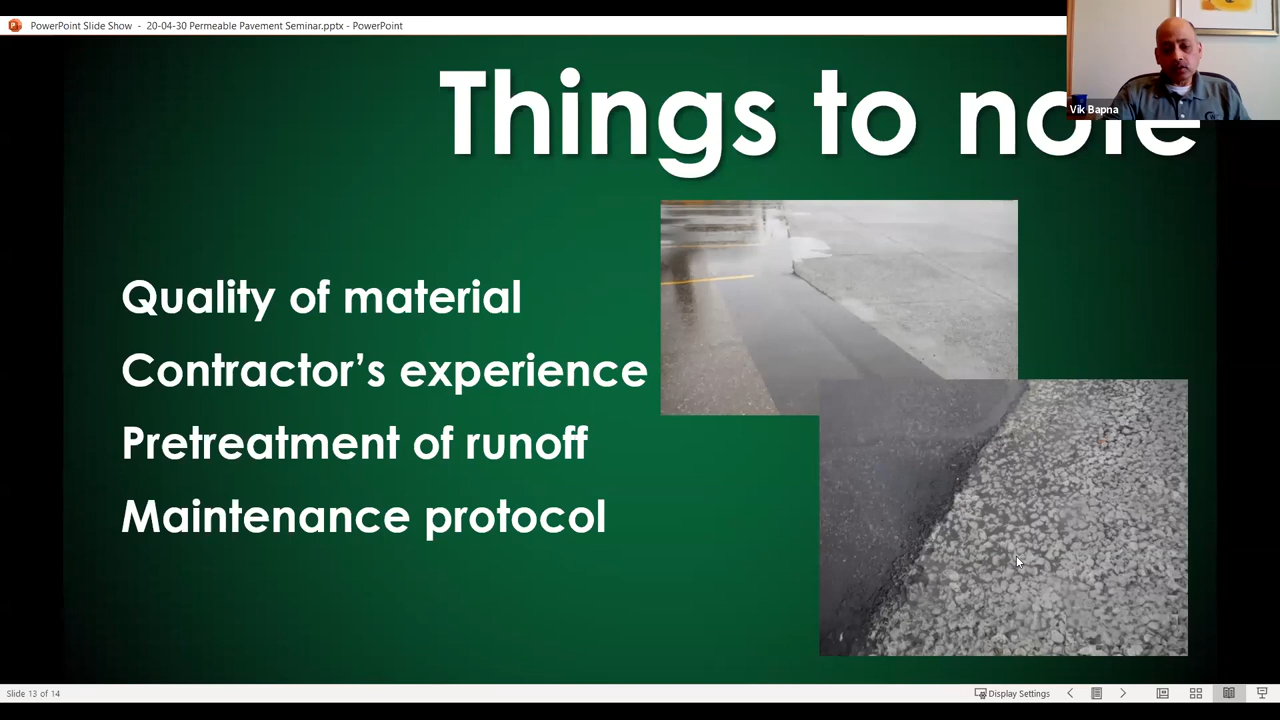 PowerPoint Slide Show - 20-04-30 Permeable Pavement Seminar.pptx - PowerPoint
Vik Bapna
Things to note
Quality of material
Contractor's experience
Pretreatment of runoff
Maintenance protocol
Slide 13 of 14
Display Settings